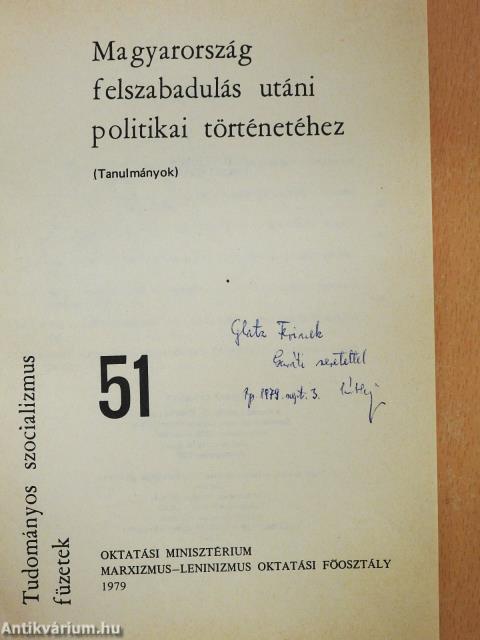 Magyarország
felszabadulás utáni
politikai történetéhez
(Tanulmányok)
Glatz Ferinek
baráti szeretettel
Bp. 1979. szept. 3.
51
Tudományos szocializmus
füzetek
OKTATÁSI MINISZTÉRIUM
MARXIZMUS–LENINIZMUS OKTATÁSI FŐOSZTÁLY
1979
Antikvárium.hu